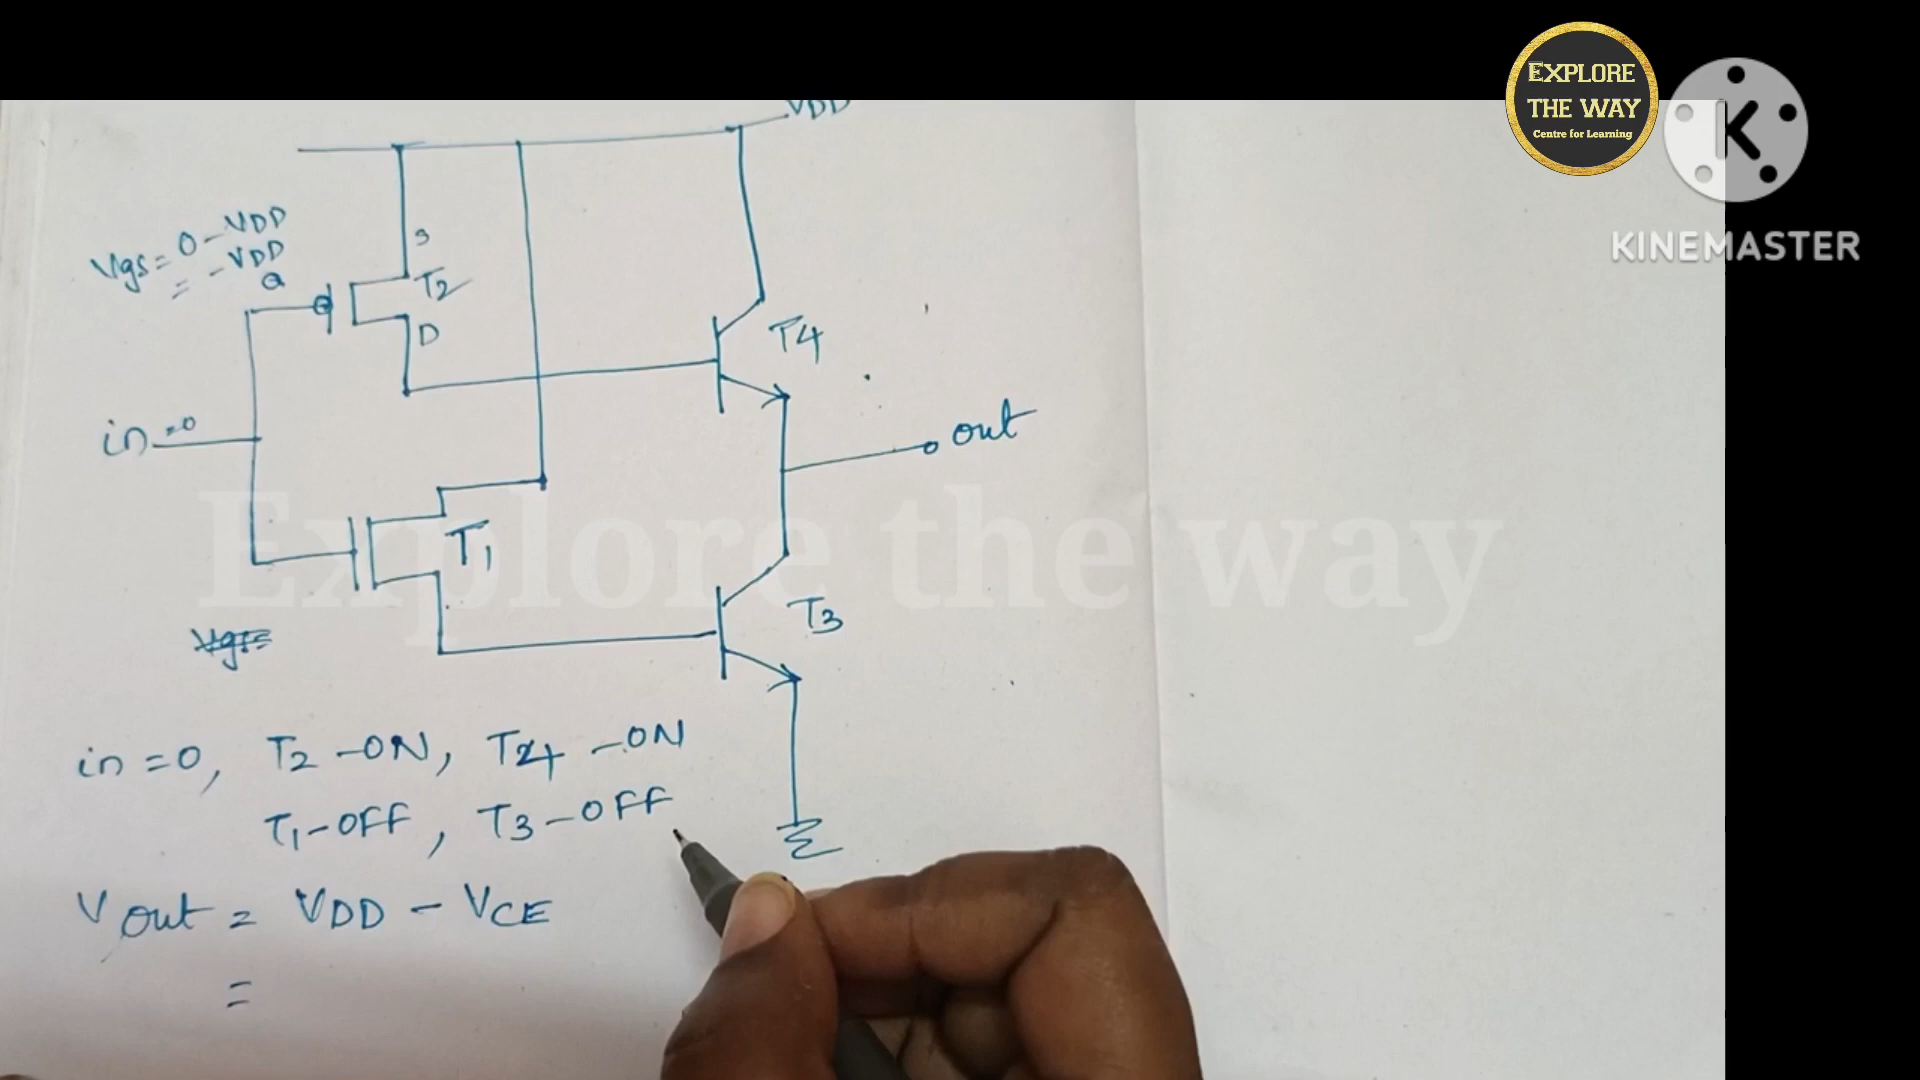 EXPLORE
THE WAY
Centre for Learning
K
KINEMASTER
VDD
Vgs = 0 - VDD
= - VDD
G
S
T2
D
T4
in =0
out
T1
T3
Explore the way
in = 0, T2 - ON, T4 - ON
T1 - OFF, T3 - OFF
Vout = VDD - VCE
=